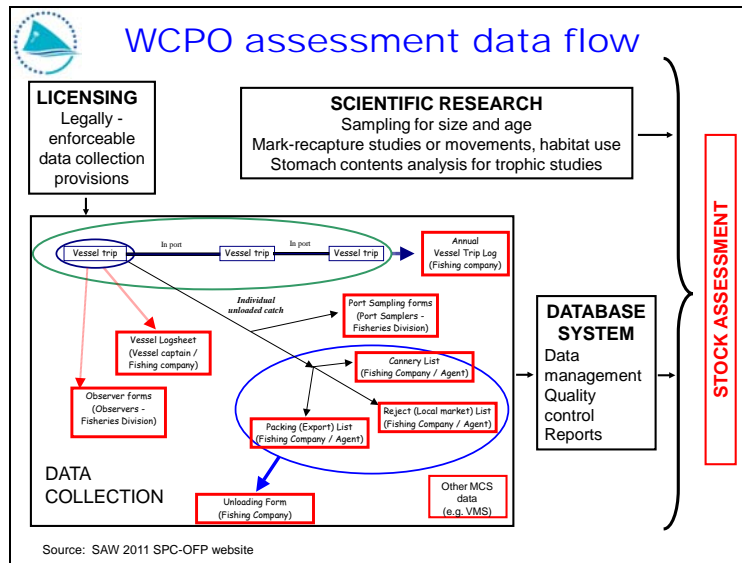 WCPO assessment data flow
LICENSING
Legally -
enforceable
data collection
provisions
SCIENTIFIC RESEARCH
Sampling for size and age
Mark-recapture studies or movements, habitat use
Stomach contents analysis for trophic studies
Vessel trip
In port
Vessel trip
In port
Vessel trip
Annual
Vessel Trip Log
(Fishing company)
Individual
unloaded catch
Port Sampling forms
(Port Samplers -
Fisheries Division)
Vessel Logsheet
(Vessel captain /
Fishing company)
Cannery List
(Fishing Company / Agent)
Observer forms
(Observers -
Fisheries Division)
Reject (Local market) List
(Fishing Company / Agent)
Packing (Export) List
(Fishing Company / Agent)
DATA
COLLECTION
Unloading Form
(Fishing Company)
Other MCS
data
(e.g. VMS)
DATABASE
SYSTEM
Data
management
Quality
control
Reports
STOCK ASSESSMENT
Source: SAW 2011 SPC-OFP website